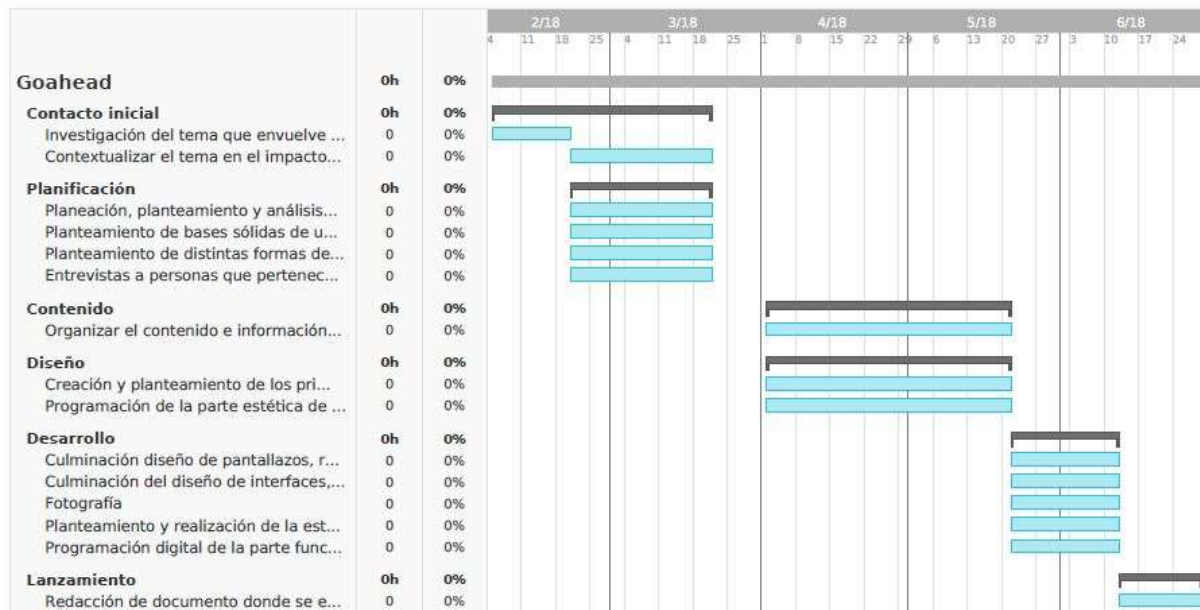 2/18 3/18 4/18 5/18 6/18
4 11 18 25 4 11 18 25 1 8 15 22 29 6 13 20 27 3 10 17 24
Goahead 0h 0%
Contacto inicial 0h 0%
Investigación del tema que envuelve ... 0 0%
Contextualizar el tema en el impacto... 0 0%
Planificación 0h 0%
Planeación, planteamiento y análisis... 0 0%
Planteamiento de bases sólidas de u... 0 0%
Planteamiento de distintas formas de... 0 0%
Entrevistas a personas que pertenec... 0 0%
Contenido 0h 0%
Organizar el contenido e información... 0 0%
Diseño 0h 0%
Creación y planteamiento de los pri... 0 0%
Programación de la parte estética de ... 0 0%
Desarrollo 0h 0%
Culminación diseño de pantallazos, r... 0 0%
Culminación del diseño de interfaces,... 0 0%
Fotografía 0 0%
Planteamiento y realización de la est... 0 0%
Programación digital de la parte func... 0 0%
Lanzamiento 0h 0%
Redacción de documento donde se e... 0 0%